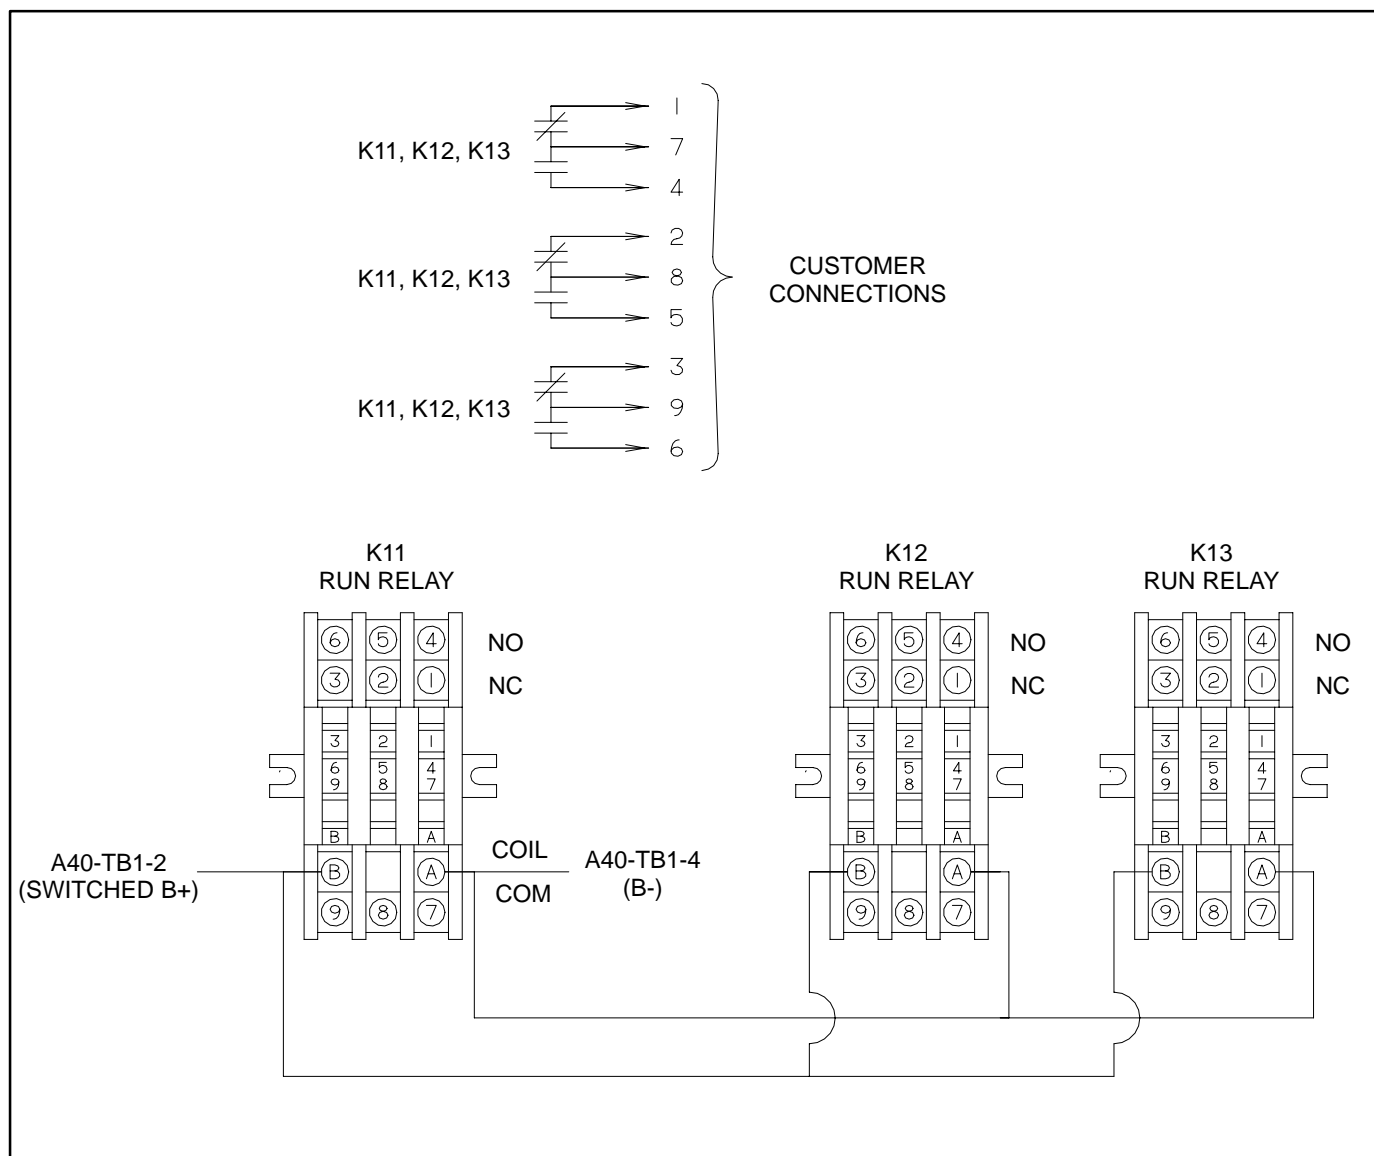 1
K11, K12, K13
7
4
2
K11, K12, K13
8
5
3
K11, K12, K13
9
6
CUSTOMER
CONNECTIONS
K11
RUN RELAY
6 5 4 NO
3 2 1 NC
3 2 1
6 5 4
9 8 7
B A
B A
9 8 7
A40-TB1-2
(SWITCHED B+)
COIL
COM
A40-TB1-4
(B-)
K12
RUN RELAY
6 5 4 NO
3 2 1 NC
3 2 1
6 5 4
9 8 7
B A
B A
9 8 7
K13
RUN RELAY
6 5 4 NO
3 2 1 NC
3 2 1
6 5 4
9 8 7
B A
B A
9 8 7